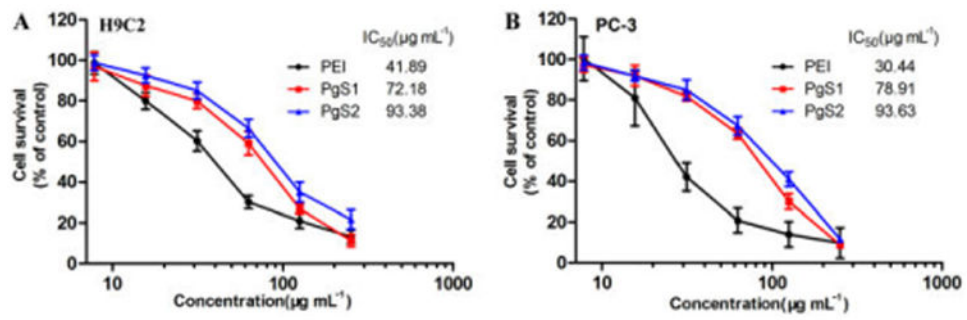 A H9C2
IC50(µg mL-1)
PEI 41.89
PgS1 72.18
PgS2 93.38
Cell survival
(% of control)
120
100
80
60
40
20
0
10 100 1000
Concentration(µg mL-1)
B PC-3
IC50(µg mL-1)
PEI 30.44
PgS1 78.91
PgS2 93.63
Cell survival
(% of control)
120
100
80
60
40
20
0
10 100 1000
Concentration(µg mL-1)